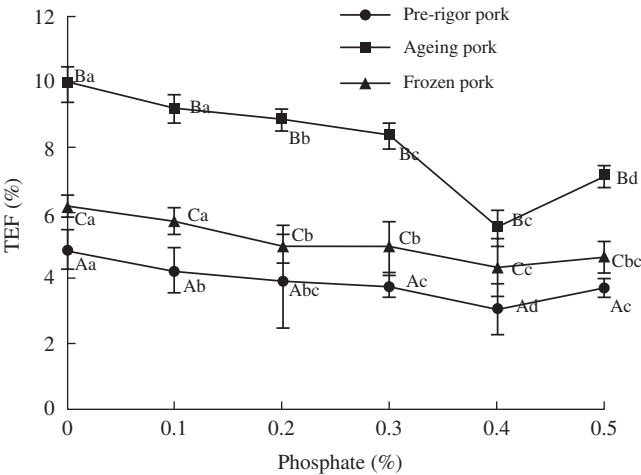 Pre-rigor pork
Ageing pork
Frozen pork
12
10
8
6
4
2
0
TEF (%)
Ba
Ba
Bb
Bc
Bc
Bd
Ca
Ca
Cb
Cb
Cc
Cbc
Aa
Ab
Abc
Ac
Ad
Ac
0 0.1 0.2 0.3 0.4 0.5
Phosphate (%)